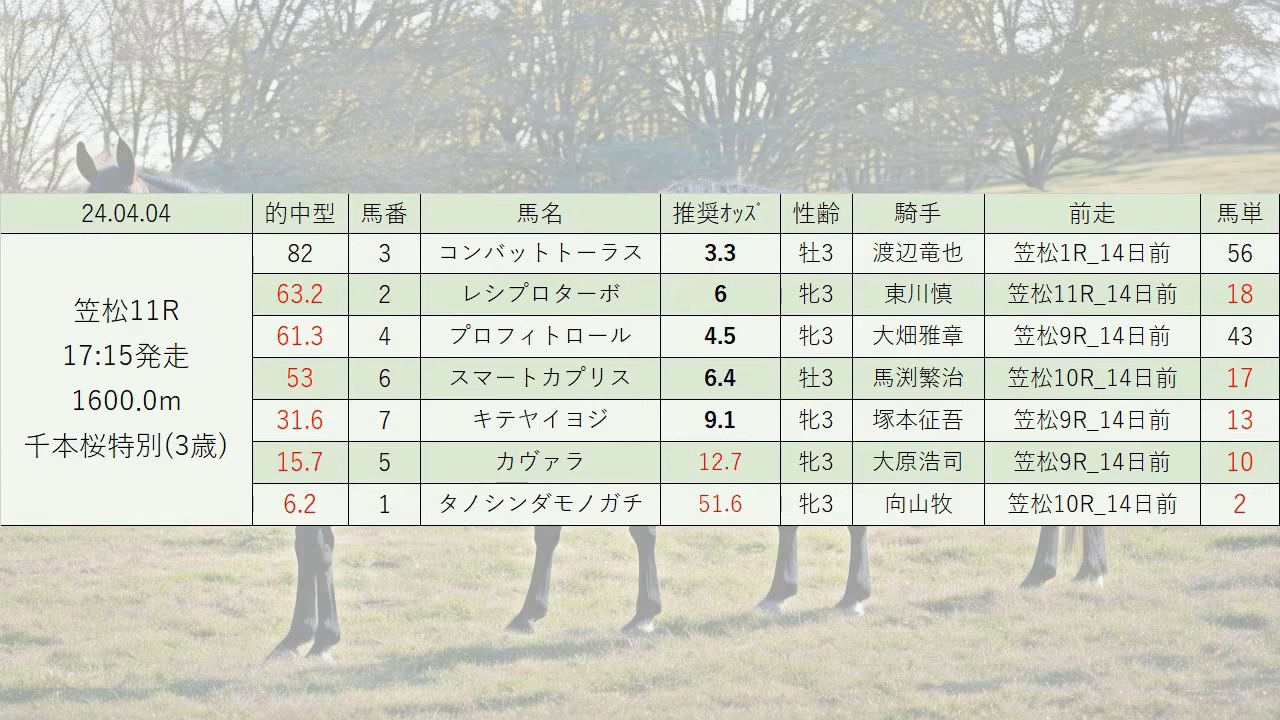 24.04.04 的中型 馬番 馬名 推奨ｵｯｽﾞ 性齢 騎手 前走 馬単
笠松11R
17:15発走
1600.0m
千本桜特別(3歳)
82 3 コンバットトーラス 3.3 牡3 渡辺竜也 笠松1R_14日前 56
63.2 2 レシプロターボ 6 牝3 東川慎 笠松11R_14日前 18
61.3 4 プロフィトロール 4.5 牝3 大畑雅章 笠松9R_14日前 43
53 6 スマートカプリス 6.4 牡3 馬渕繁治 笠松10R_14日前 17
31.6 7 キテヤイヨジ 9.1 牝3 塚本征吾 笠松9R_14日前 13
15.7 5 カヴァラ 12.7 牝3 大原浩司 笠松9R_14日前 10
6.2 1 タノシンダモノガチ 51.6 牝3 向山牧 笠松10R_14日前 2